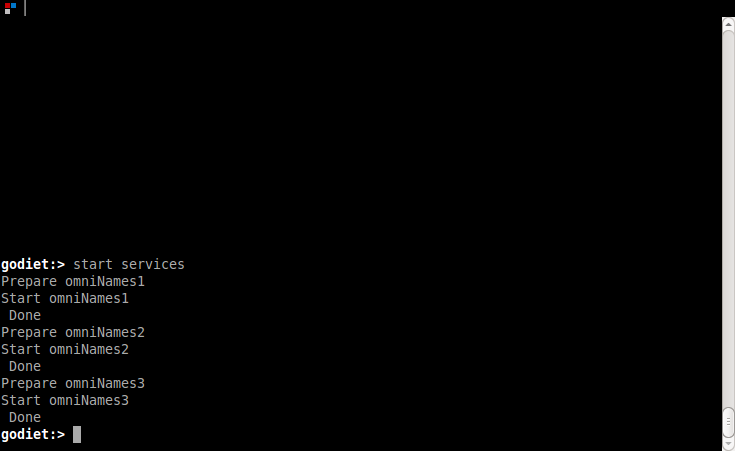 godiet:> start services
Prepare omniNames1
Start omniNames1
 Done
Prepare omniNames2
Start omniNames2
 Done
Prepare omniNames3
Start omniNames3
 Done
godiet:>